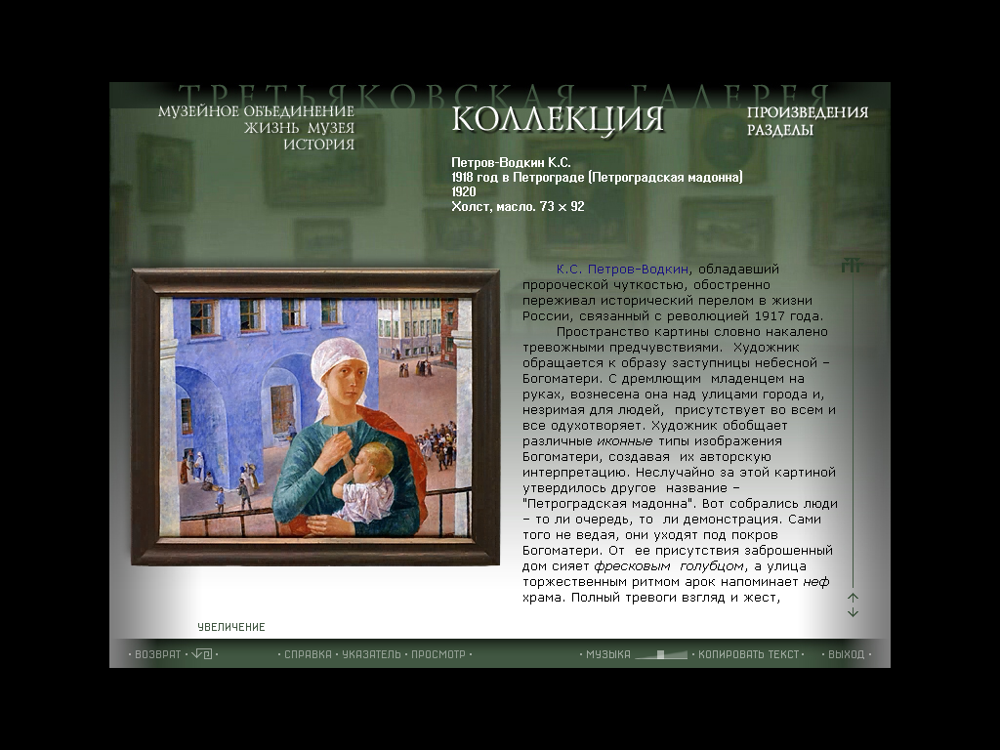 ТРЕТЬЯКОВСКАЯ ГАЛЕРЕЯ
МУЗЕЙНОЕ ОБЪЕДИНЕНИЕ
ЖИЗНЬ МУЗЕЯ
ИСТОРИЯ
КОЛЛЕКЦИЯ
ПРОИЗВЕДЕНИЯ
РАЗДЕЛЫ
Петров-Водкин К.С.
1918 год в Петрограде (Петроградская мадонна)
1920
Холст, масло. 73 x 92
К.С. Петров-Водкин, обладавший
пророческой чуткостью, обостренно
переживал исторический перелом в жизни
России, связанный с революцией 1917 года.
Пространство картины словно накалено
тревожными предчувствиями. Художник
обращается к образу заступницы небесной –
Богоматери. С дремлющим младенцем на
руках, вознесена она над улицами города и,
незримая для людей, присутствует во всем и
все одухотворяет. Художник обобщает
различные иконные типы изображения
Богоматери, создавая их авторскую
интерпретацию. Неслучайно за этой картиной
утвердилось другое название –
"Петроградская мадонна". Вот собрались люди
– то ли очередь, то ли демонстрация. Сами
того не ведая, они уходят под покров
Богоматери. От ее присутствия заброшенный
дом сияет фресковым голубцом, а улица
торжественным ритмом арок напоминает неф
храма. Полный тревоги взгляд и жест,
УВЕЛИЧЕНИЕ
· ВОЗВРАТ · · СПРАВКА · УКАЗАТЕЛЬ · ПРОСМОТР · · МУЗЫКА · КОПИРОВАТЬ ТЕКСТ · · ВЫХОД ·